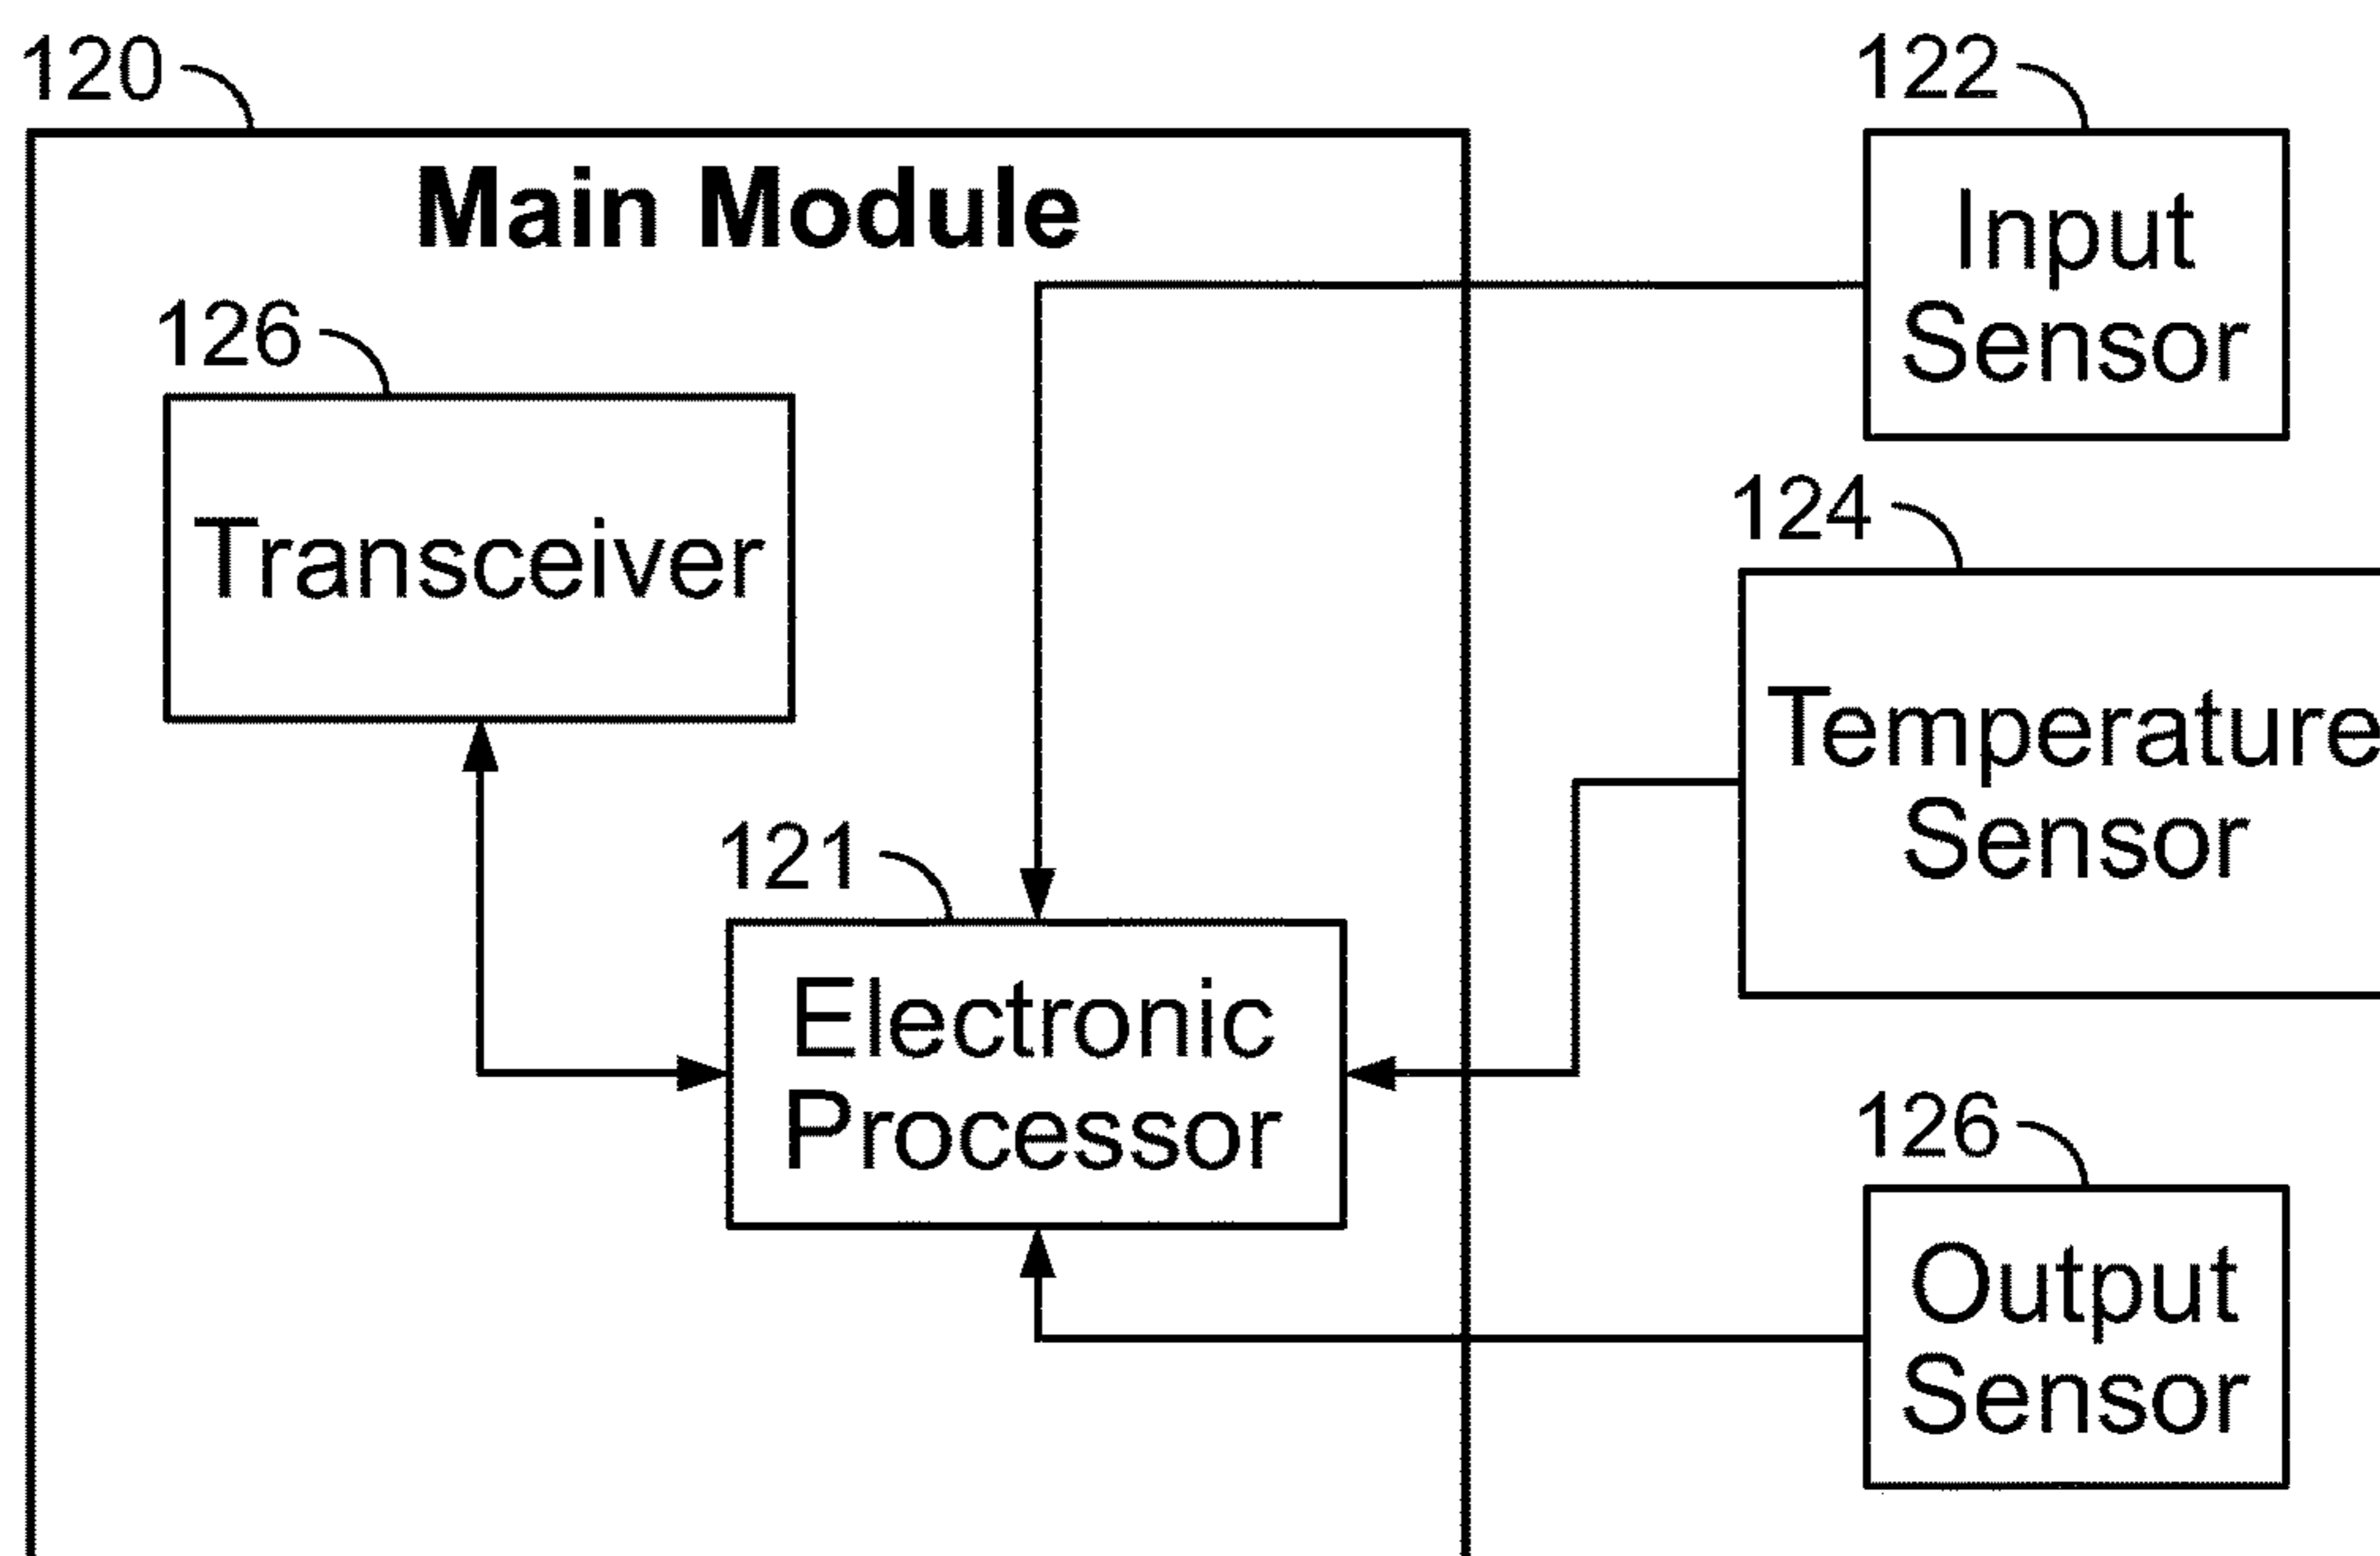 120
Main Module
126
Transceiver
121
Electronic
Processor
122
Input
Sensor
124
Temperature
Sensor
126
Output
Sensor